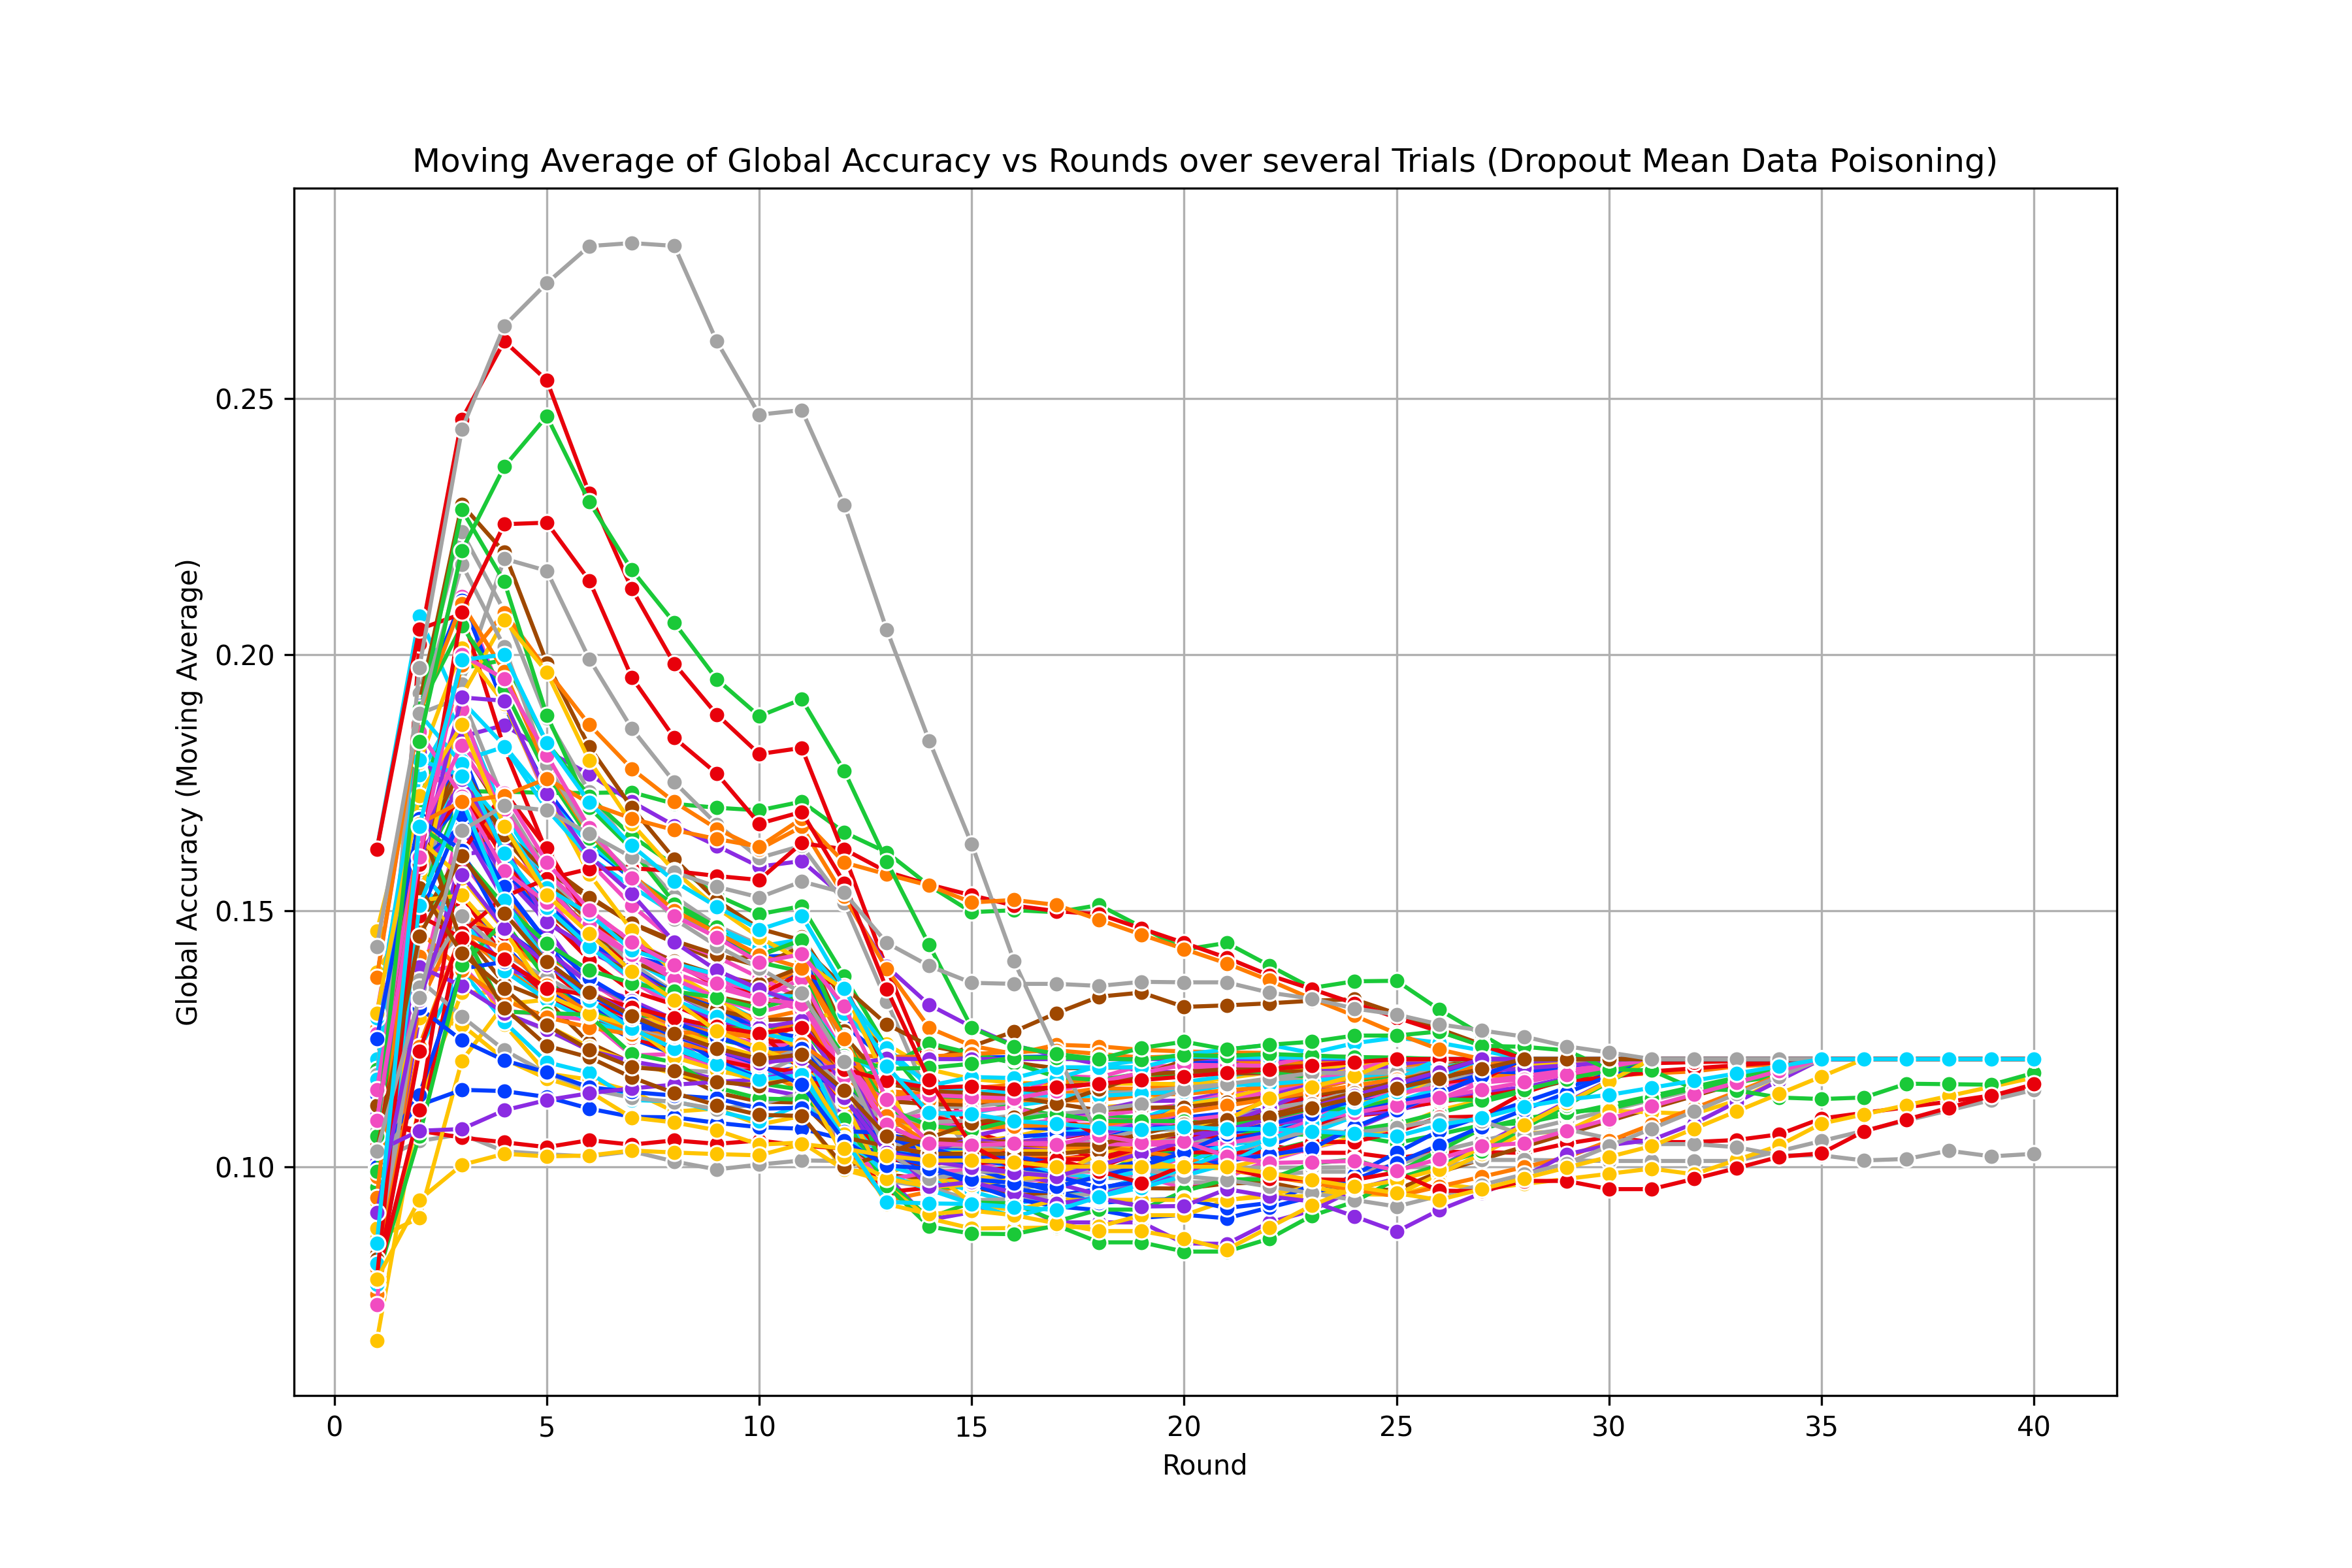 Moving Average of Global Accuracy vs Rounds over several Trials (Dropout Mean Data Poisoning)
Global Accuracy (Moving Average)
0.25
0.20
0.15
0.10
0 5 10 15 20 25 30 35 40
Round